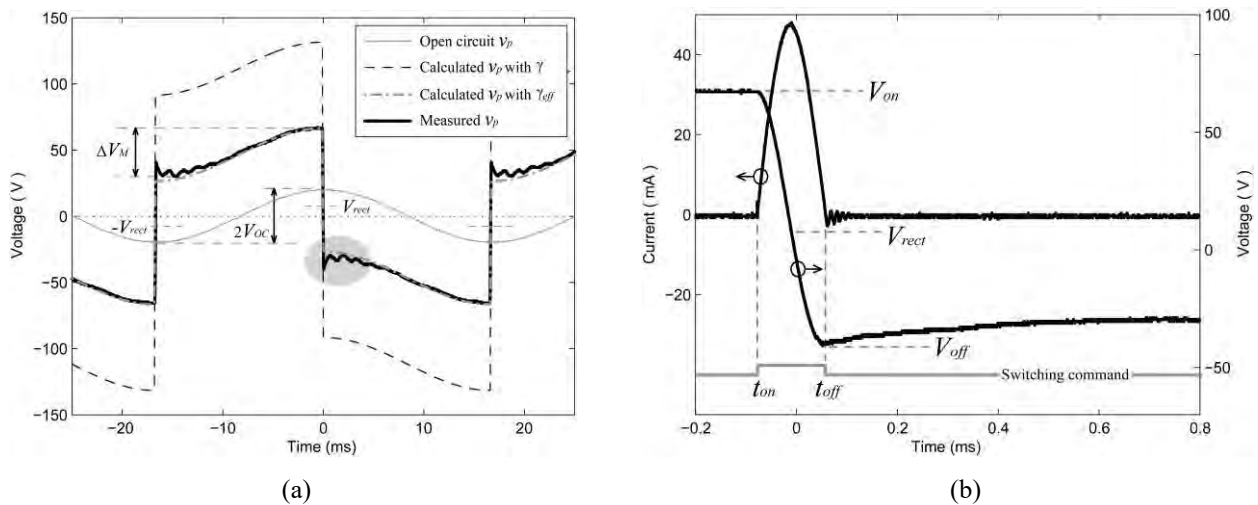 150
100
50
0
−50
−100
−150
Voltage ( V )
−20
−10
0
10
20
Time (ms)
Open circuit vp
Calculated vp with γ
Calculated vp with γeff
Measured vp
ΔVM
Vrect
-Vrect
2VOC
(a)
40
20
0
−20
Current ( mA )
100
50
0
−50
Voltage ( V )
Von
Vrect
Voff
Switching command
ton
toff
−0.2
0
0.2
0.4
0.6
0.8
Time (ms)
(b)